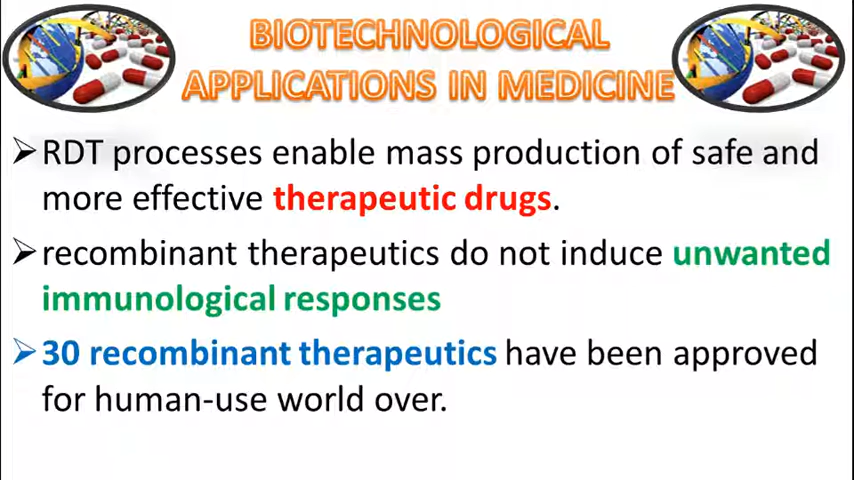 BIOTECHNOLOGICAL
APPLICATIONS IN MEDICINE
➢RDT processes enable mass production of safe and
more effective therapeutic drugs.
➢recombinant therapeutics do not induce unwanted
immunological responses
➢30 recombinant therapeutics have been approved
for human-use world over.